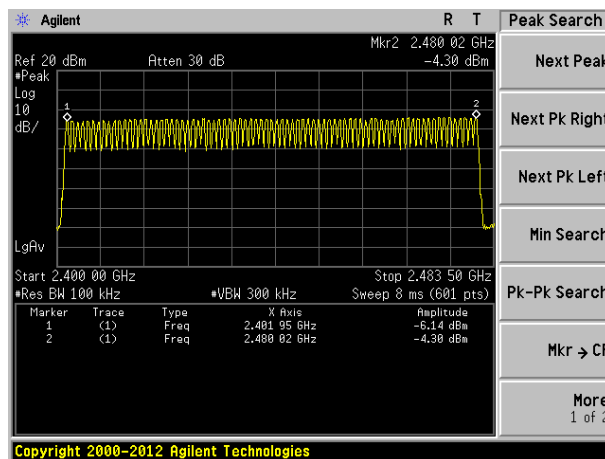 Agilent R T Peak Search
Mkr2 2.480 02 GHz
Ref 20 dBm Atten 30 dB -4.30 dBm
#Peak
Log
10
dB/
1
2
LgAv
Start 2.400 00 GHz Stop 2.483 50 GHz
#Res BW 100 kHz #VBW 300 kHz Sweep 8 ms (601 pts)
Marker Trace Type X Axis Amplitude
1 (1) Freq 2.401 95 GHz -6.14 dBm
2 (1) Freq 2.480 02 GHz -4.30 dBm
Next Peak
Next Pk Right
Next Pk Left
Min Search
Pk-Pk Search
Mkr → CF
More
1 of 2
Copyright 2000-2012 Agilent Technologies